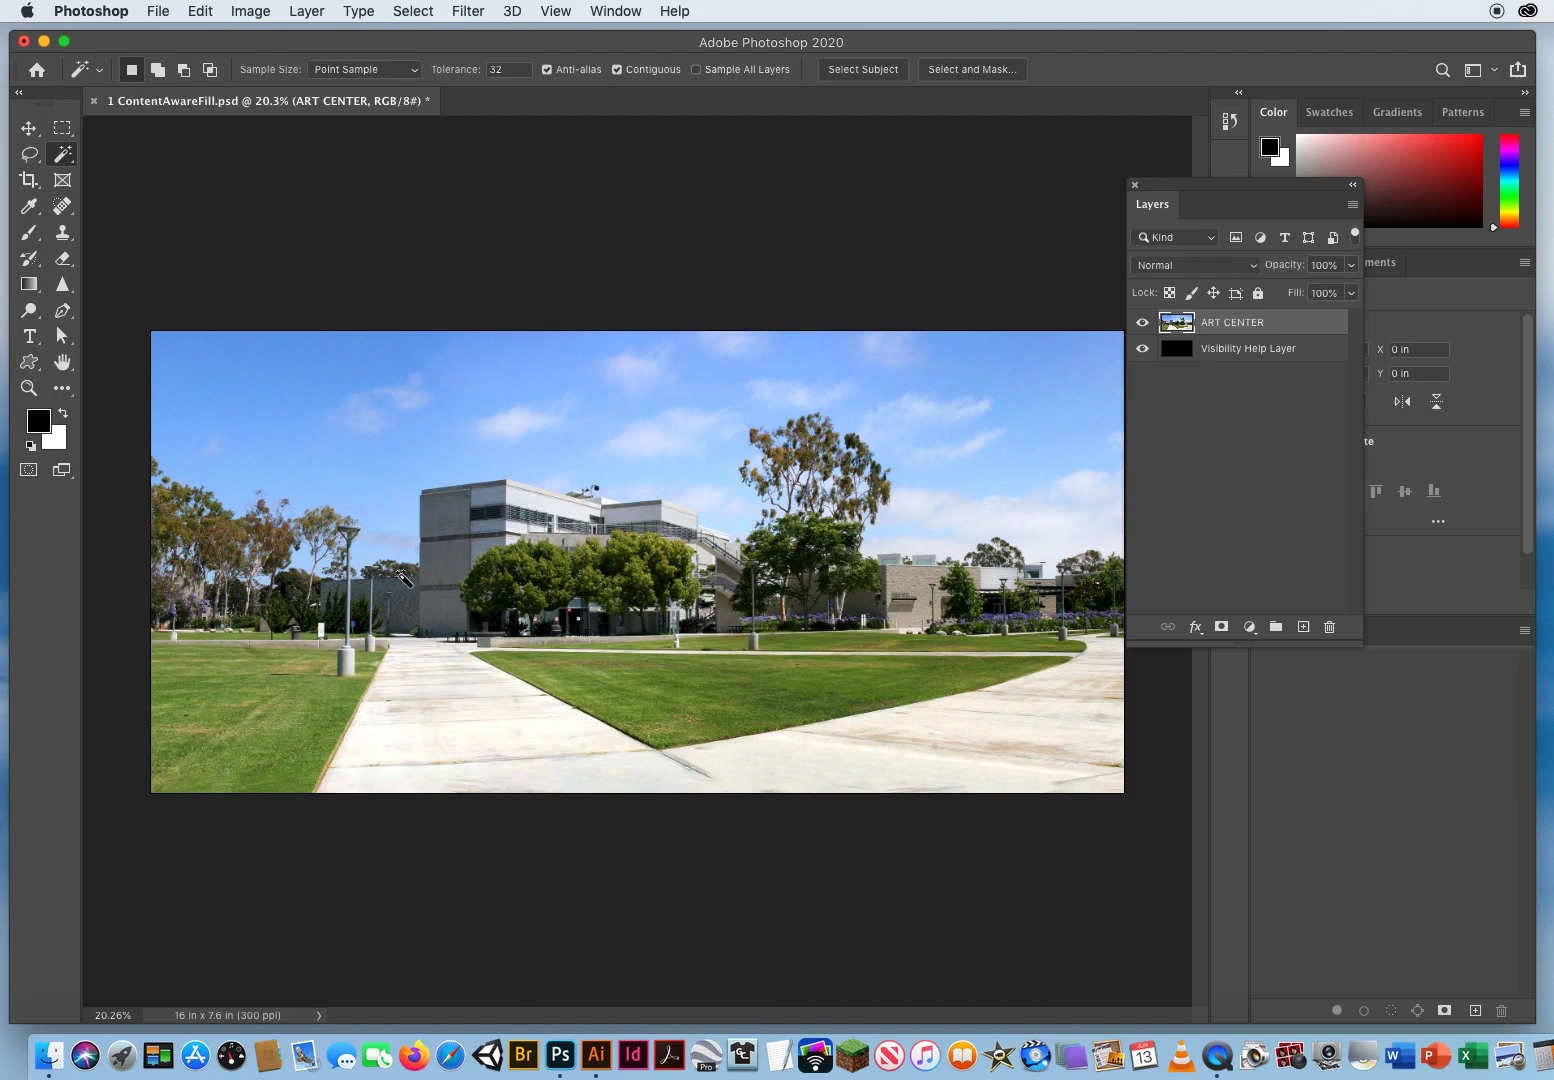 Photoshop File Edit Image Layer Type Select Filter 3D View Window Help
Adobe Photoshop 2020
Sample Size: Point Sample Tolerance: 32 Anti-alias Contiguous Sample All Layers Select Subject Select and Mask...
1 ContentAwareFill.psd @ 20.3% (ART CENTER, RGB/8#) *
Color Swatches Gradients Patterns
Layers
Kind
Normal Opacity: 100%
ments
Lock: Fill: 100%
ART CENTER
Visibility Help Layer
X 0 in
Y 0 in
te
fx
20.26% 16 in x 7.6 in (300 ppi)
Br Ps Ai Id
Pro
JUN
13
W P X